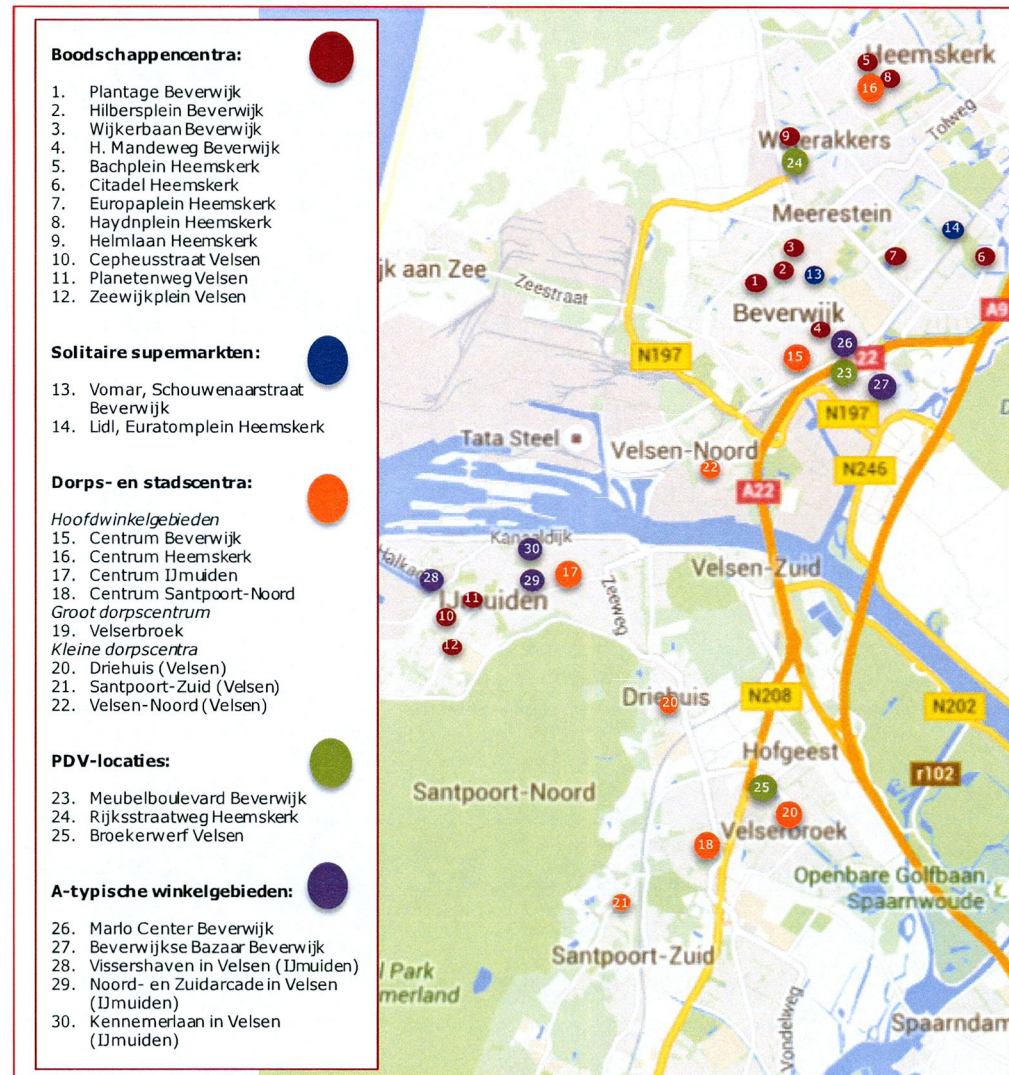 Boodschappencentra:
1. Plantage Beverwijk
2. Hilbersplein Beverwijk
3. Wijkerbaan Beverwijk
4. H. Mandeweg Beverwijk
5. Bachplein Heemskerk
6. Citadel Heemskerk
7. Europaplein Heemskerk
8. Haydnplein Heemskerk
9. Helmlaan Heemskerk
10. Cepheusstraat Velsen
11. Planetenweg Velsen
12. Zeewijkplein Velsen
Solitaire supermarkten:
13. Vomar, Schouwenaarstraat
Beverwijk
14. Lidl, Euratomplein Heemskerk
Dorps- en stadscentra:
Hoofdwinkelgebieden
15. Centrum Beverwijk
16. Centrum Heemskerk
17. Centrum IJmuiden
18. Centrum Santpoort-Noord
Groot dorpscentrum
19. Velserbroek
Kleine dorpscentra
20. Driehuis (Velsen)
21. Santpoort-Zuid (Velsen)
22. Velsen-Noord (Velsen)
PDV-locaties:
23. Meubelboulevard Beverwijk
24. Rijksstraatweg Heemskerk
25. Broekerwerf Velsen
A-typische winkelgebieden:
26. Marlo Center Beverwijk
27. Beverwijkse Bazaar Beverwijk
28. Vissershaven in Velsen (IJmuiden)
29. Noord- en Zuidarcade in Velsen
(IJmuiden)
30. Kennemerlaan in Velsen
(IJmuiden)
Heemskerk
5
8
16
Tolweg
9
24
Meerestein
14
3
7
6
2
13
1
jk aan Zee
Zeestraat
Beverwijk
A9
4
26
22
15
N197
23
27
N197
Tata Steel
Velsen-Noord
22
N246
A22
Kanaaldijk
30
Velsen-Zuid
28
29
17
IJmuiden
11
10
Zeeweg
12
Driehuis
20
N208
N202
Hofgeest
r102
Santpoort-Noord
25
20
Velserbroek
18
Openbare Golfbaan
Spaarnwoude
21
Santpoort-Zuid
l Park
merland
Vondelweg
Spaarndam